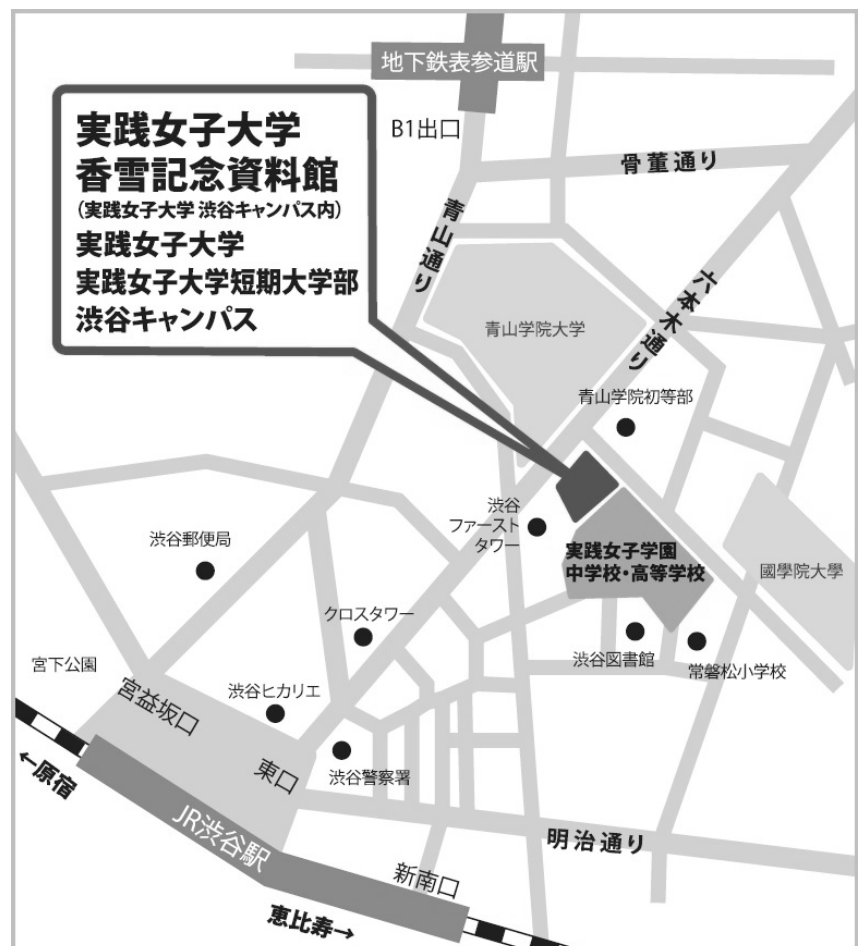 地下鉄表参道駅
B1出口
実践女子大学
香雪記念資料館
（実践女子大学 渋谷キャンパス内）
実践女子大学
実践女子大学短期大学部
渋谷キャンパス
骨董通り
青山通り
六本木通り
青山学院大学
青山学院初等部
渋谷
ファースト
タワー
実践女子学園
中学校・高等学校
國學院大學
渋谷郵便局
クロスタワー
渋谷図書館
常磐松小学校
宮下公園
宮益坂口
渋谷ヒカリエ
東口
渋谷警察署
←原宿
JR渋谷駅
明治通り
新南口
恵比寿→